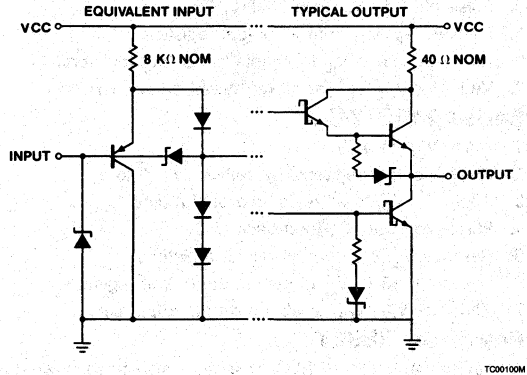 EQUIVALENT INPUT
TYPICAL OUTPUT
VCC
VCC
8 KΩ NOM
40 Ω NOM
INPUT
OUTPUT
TC00100M